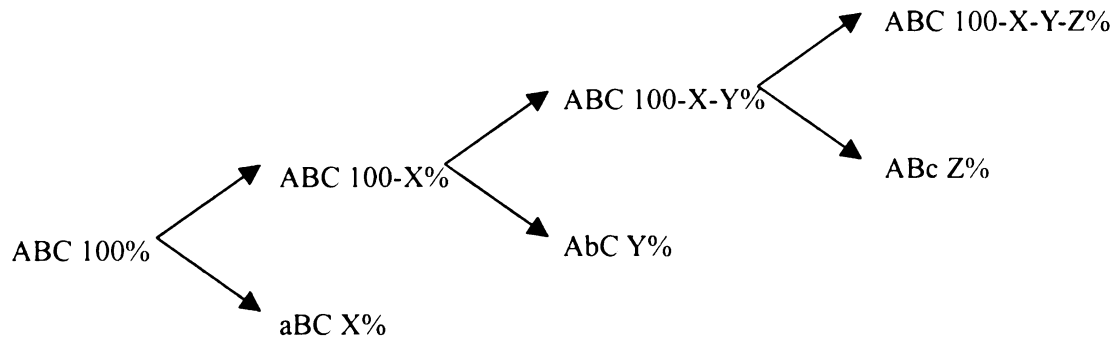 ABC 100-X-Y-Z%
ABC 100-X-Y%
ABc Z%
ABC 100-X%
AbC Y%
ABC 100%
aBC X%